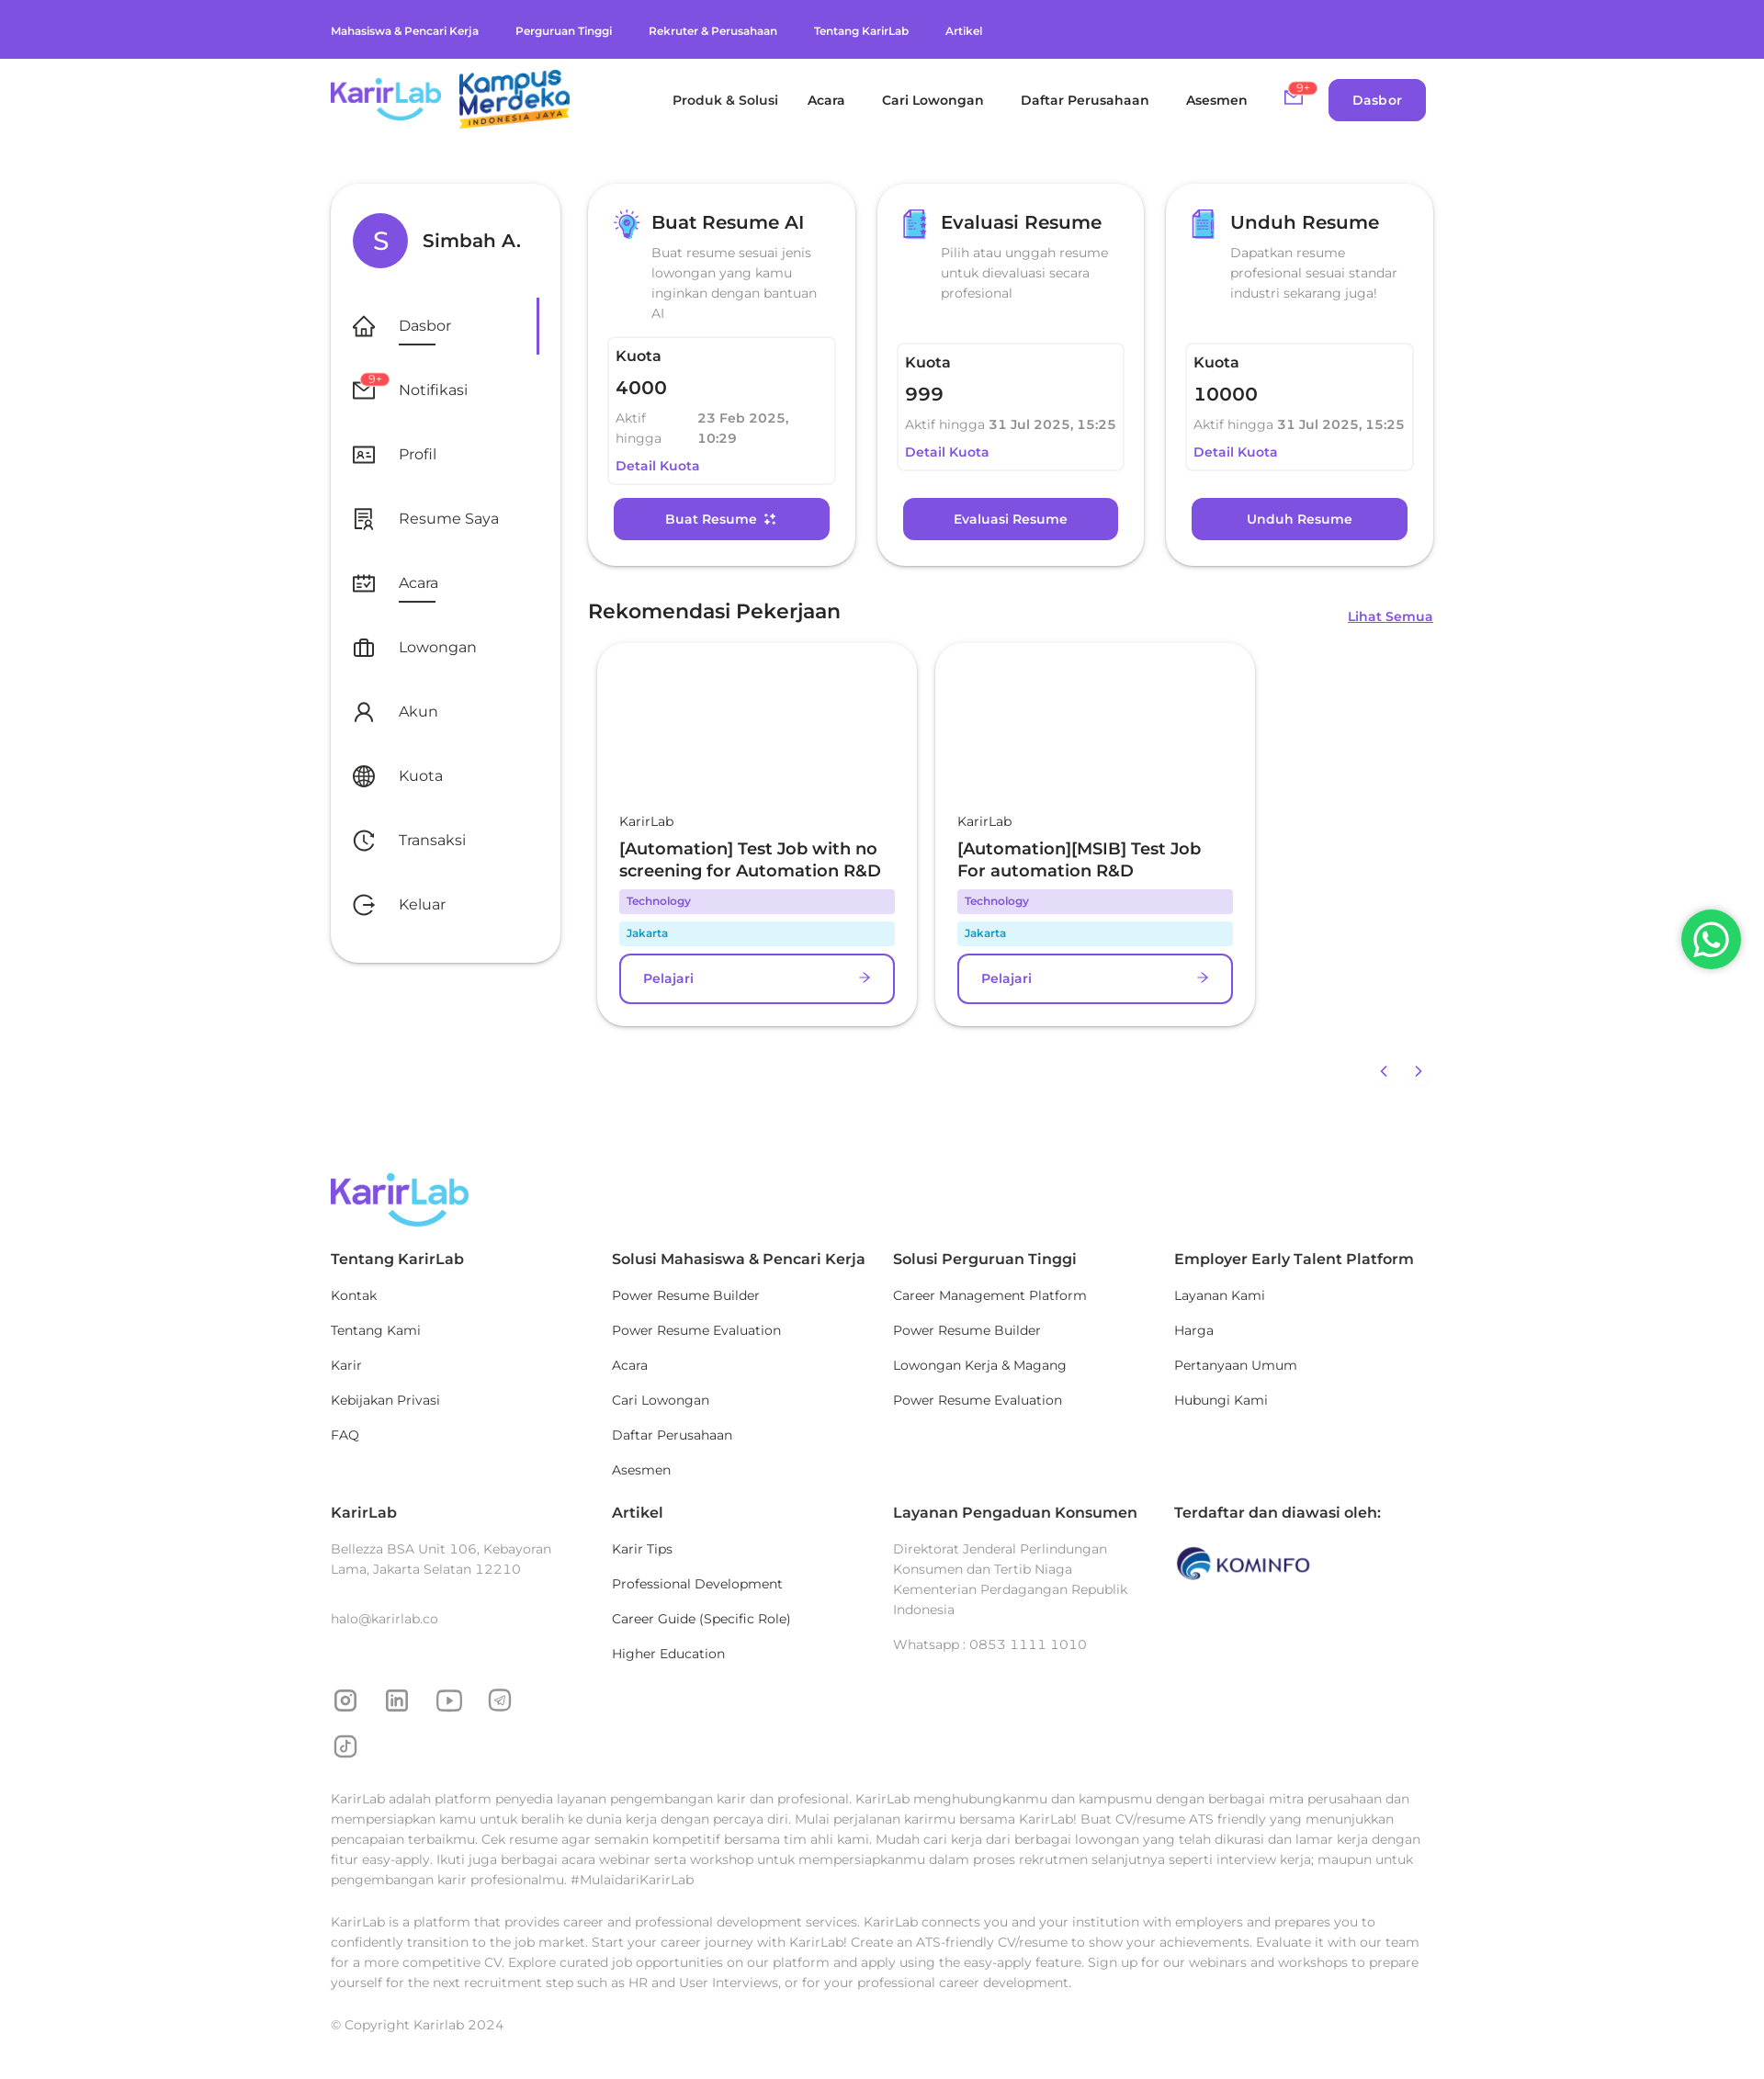 Mahasiswa & Pencari Kerja
Perguruan Tinggi
Rekruter & Perusahaan
Tentang KarirLab
Artikel
KarirLab
Kampus
Merdeka
INDONESIA JAYA
Produk & Solusi
Acara
Cari Lowongan
Daftar Perusahaan
Asesmen
9+
Dasbor
S
Simbah A.
Dasbor
9+
Notifikasi
Profil
Resume Saya
Acara
Lowongan
Akun
Kuota
Transaksi
Keluar
Buat Resume AI
Buat resume sesuai jenis
lowongan yang kamu
inginkan dengan bantuan
AI
Kuota
4000
Aktif hingga
23 Feb 2025, 10:29
Detail Kuota
Buat Resume
Evaluasi Resume
Pilih atau unggah resume
untuk dievaluasi secara
profesional
Kuota
999
Aktif hingga 31 Jul 2025, 15:25
Detail Kuota
Evaluasi Resume
Unduh Resume
Dapatkan resume
profesional sesuai standar
industri sekarang juga!
Kuota
10000
Aktif hingga 31 Jul 2025, 15:25
Detail Kuota
Unduh Resume
Rekomendasi Pekerjaan
Lihat Semua
KarirLab
[Automation] Test Job with no
screening for Automation R&D
Technology
Jakarta
Pelajari
KarirLab
[Automation][MSIB] Test Job
For automation R&D
Technology
Jakarta
Pelajari
KarirLab
Tentang KarirLab
Kontak
Tentang Kami
Karir
Kebijakan Privasi
FAQ
Solusi Mahasiswa & Pencari Kerja
Power Resume Builder
Power Resume Evaluation
Acara
Cari Lowongan
Daftar Perusahaan
Asesmen
Solusi Perguruan Tinggi
Career Management Platform
Power Resume Builder
Lowongan Kerja & Magang
Power Resume Evaluation
Employer Early Talent Platform
Layanan Kami
Harga
Pertanyaan Umum
Hubungi Kami
KarirLab
Bellezza BSA Unit 106, Kebayoran
Lama, Jakarta Selatan 12210
halo@karirlab.co
Artikel
Karir Tips
Professional Development
Career Guide (Specific Role)
Higher Education
Layanan Pengaduan Konsumen
Direktorat Jenderal Perlindungan
Konsumen dan Tertib Niaga
Kementerian Perdagangan Republik
Indonesia
Whatsapp : 0853 1111 1010
Terdaftar dan diawasi oleh:
KOMINFO
KarirLab adalah platform penyedia layanan pengembangan karir dan profesional. KarirLab menghubungkanmu dan kampusmu dengan berbagai mitra perusahaan dan
mempersiapkan kamu untuk beralih ke dunia kerja dengan percaya diri. Mulai perjalanan karirmu bersama KarirLab! Buat CV/resume ATS friendly yang menunjukkan
pencapaian terbaikmu. Cek resume agar semakin kompetitif bersama tim ahli kami. Mudah cari kerja dari berbagai lowongan yang telah dikurasi dan lamar kerja dengan
fitur easy-apply. Ikuti juga berbagai acara webinar serta workshop untuk mempersiapkanmu dalam proses rekrutmen selanjutnya seperti interview kerja; maupun untuk
pengembangan karir profesionalmu. #MulaidariKarirLab
KarirLab is a platform that provides career and professional development services. KarirLab connects you and your institution with employers and prepares you to
confidently transition to the job market. Start your career journey with KarirLab! Create an ATS-friendly CV/resume to show your achievements. Evaluate it with our team
for a more competitive CV. Explore curated job opportunities on our platform and apply using the easy-apply feature. Sign up for our webinars and workshops to prepare
yourself for the next recruitment step such as HR and User Interviews, or for your professional career development.
© Copyright Karirlab 2024